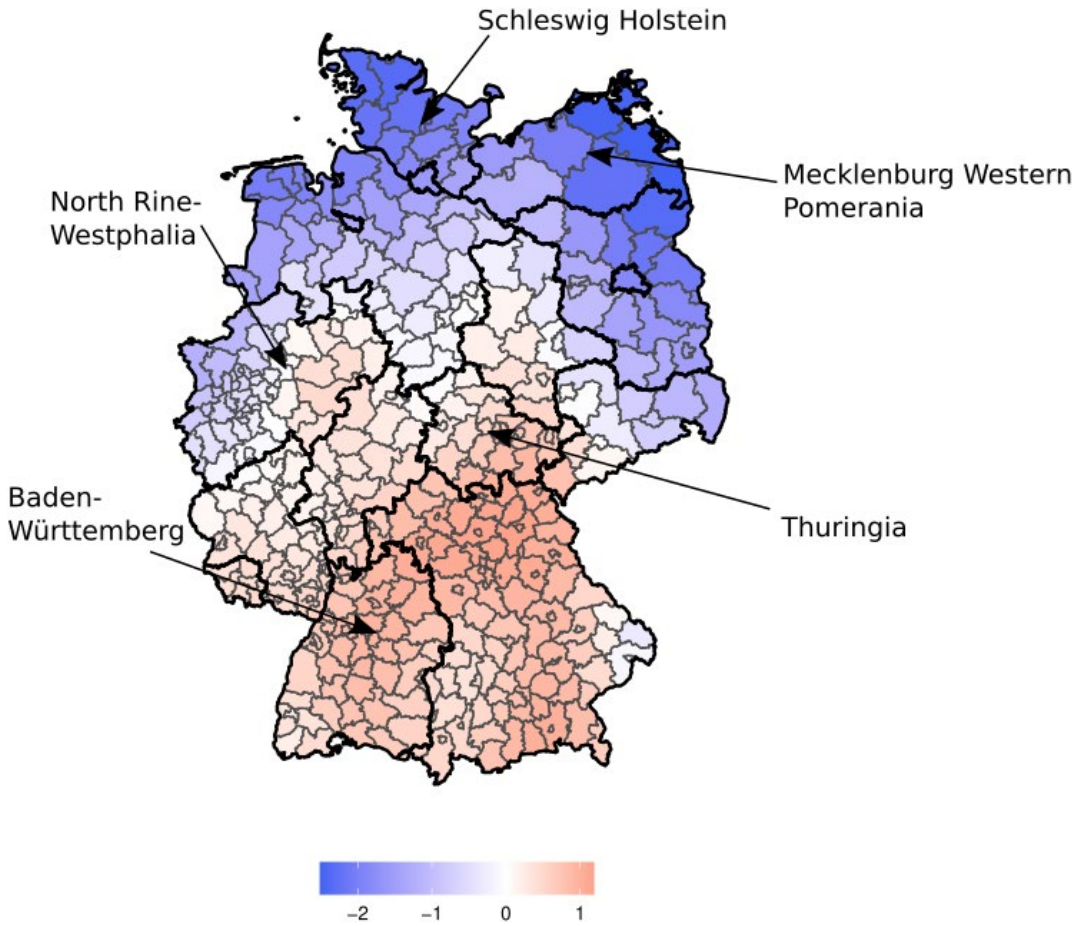 Schleswig Holstein
Mecklenburg Western
Pomerania
North Rine-
Westphalia
Baden-
Württemberg
Thuringia
−2 −1 0 1